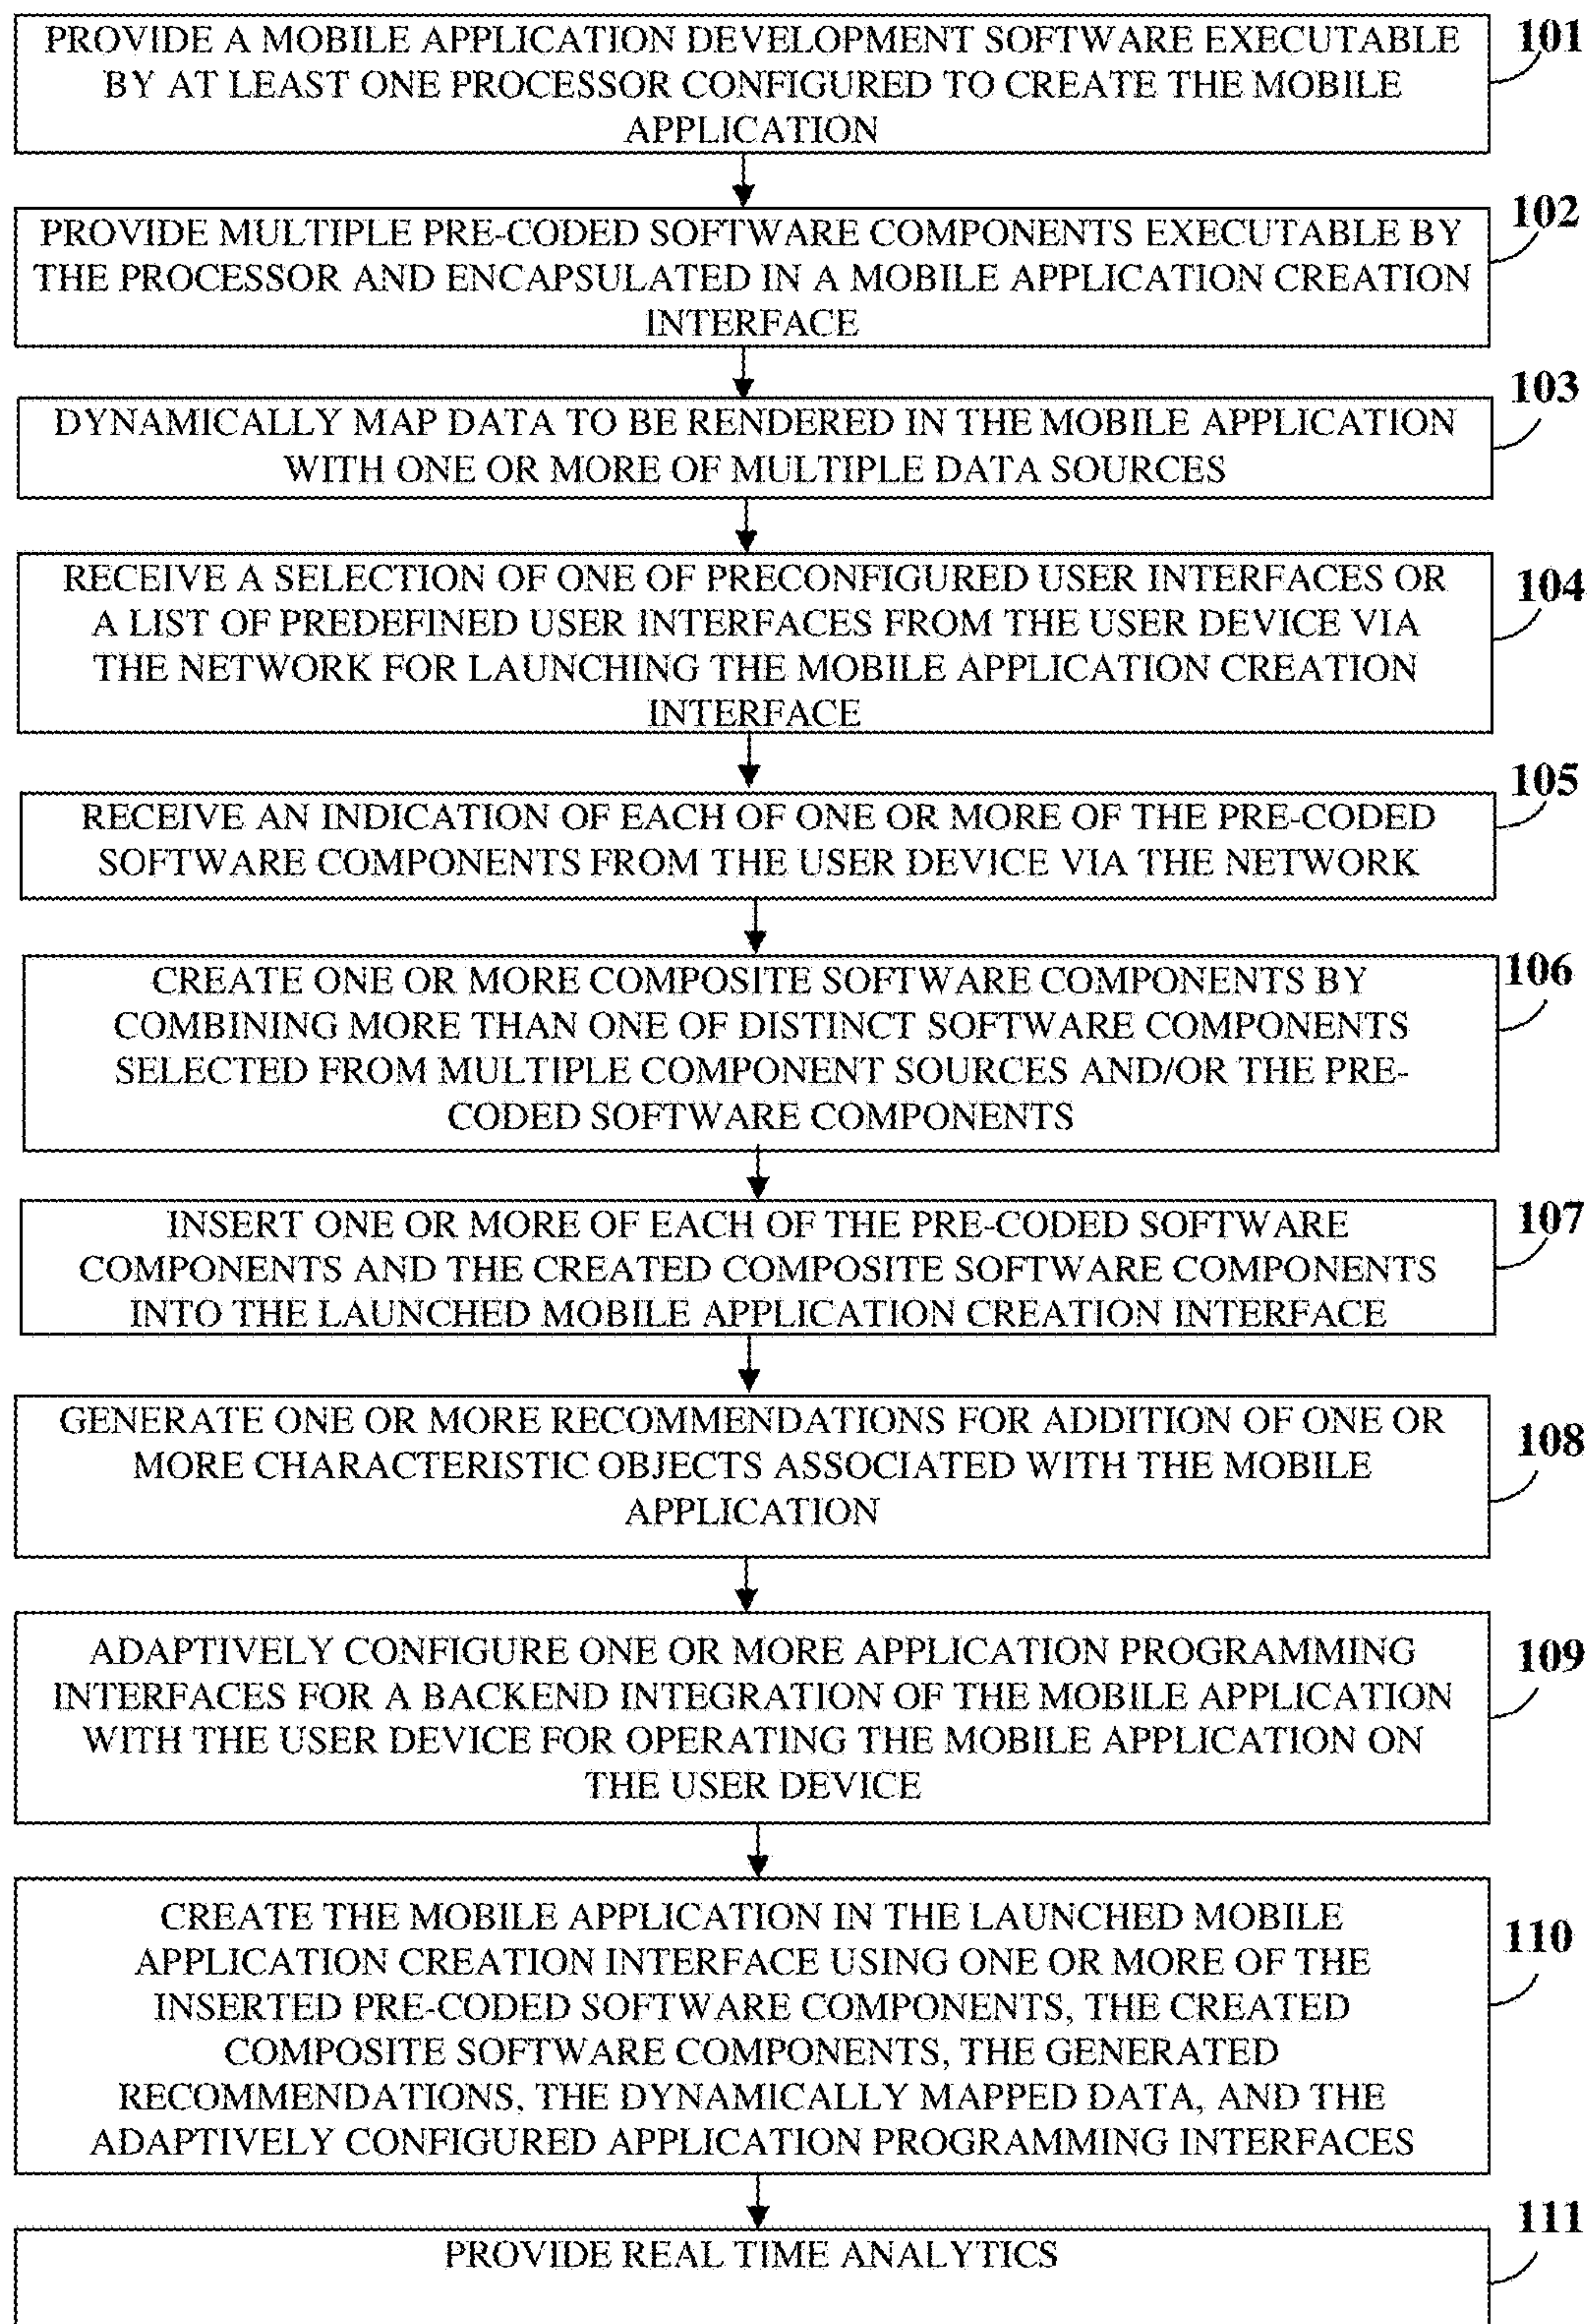 PROVIDE A MOBILE APPLICATION DEVELOPMENT SOFTWARE EXECUTABLE
BY AT LEAST ONE PROCESSOR CONFIGURED TO CREATE THE MOBILE
APPLICATION
101
PROVIDE MULTIPLE PRE-CODED SOFTWARE COMPONENTS EXECUTABLE BY
THE PROCESSOR AND ENCAPSULATED IN A MOBILE APPLICATION CREATION
INTERFACE
102
DYNAMICALLY MAP DATA TO BE RENDERED IN THE MOBILE APPLICATION
WITH ONE OR MORE OF MULTIPLE DATA SOURCES
103
RECEIVE A SELECTION OF ONE OF PRECONFIGURED USER INTERFACES OR
A LIST OF PREDEFINED USER INTERFACES FROM THE USER DEVICE VIA
THE NETWORK FOR LAUNCHING THE MOBILE APPLICATION CREATION
INTERFACE
104
RECEIVE AN INDICATION OF EACH OF ONE OR MORE OF THE PRE-CODED
SOFTWARE COMPONENTS FROM THE USER DEVICE VIA THE NETWORK
105
CREATE ONE OR MORE COMPOSITE SOFTWARE COMPONENTS BY
COMBINING MORE THAN ONE OF DISTINCT SOFTWARE COMPONENTS
SELECTED FROM MULTIPLE COMPONENT SOURCES AND/OR THE PRE-
CODED SOFTWARE COMPONENTS
106
INSERT ONE OR MORE OF EACH OF THE PRE-CODED SOFTWARE
COMPONENTS AND THE CREATED COMPOSITE SOFTWARE COMPONENTS
INTO THE LAUNCHED MOBILE APPLICATION CREATION INTERFACE
107
GENERATE ONE OR MORE RECOMMENDATIONS FOR ADDITION OF ONE OR
MORE CHARACTERISTIC OBJECTS ASSOCIATED WITH THE MOBILE
APPLICATION
108
ADAPTIVELY CONFIGURE ONE OR MORE APPLICATION PROGRAMMING
INTERFACES FOR A BACKEND INTEGRATION OF THE MOBILE APPLICATION
WITH THE USER DEVICE FOR OPERATING THE MOBILE APPLICATION ON
THE USER DEVICE
109
CREATE THE MOBILE APPLICATION IN THE LAUNCHED MOBILE
APPLICATION CREATION INTERFACE USING ONE OR MORE OF THE
INSERTED PRE-CODED SOFTWARE COMPONENTS, THE CREATED
COMPOSITE SOFTWARE COMPONENTS, THE GENERATED
RECOMMENDATIONS, THE DYNAMICALLY MAPPED DATA, AND THE
ADAPTIVELY CONFIGURED APPLICATION PROGRAMMING INTERFACES
110
PROVIDE REAL TIME ANALYTICS
111